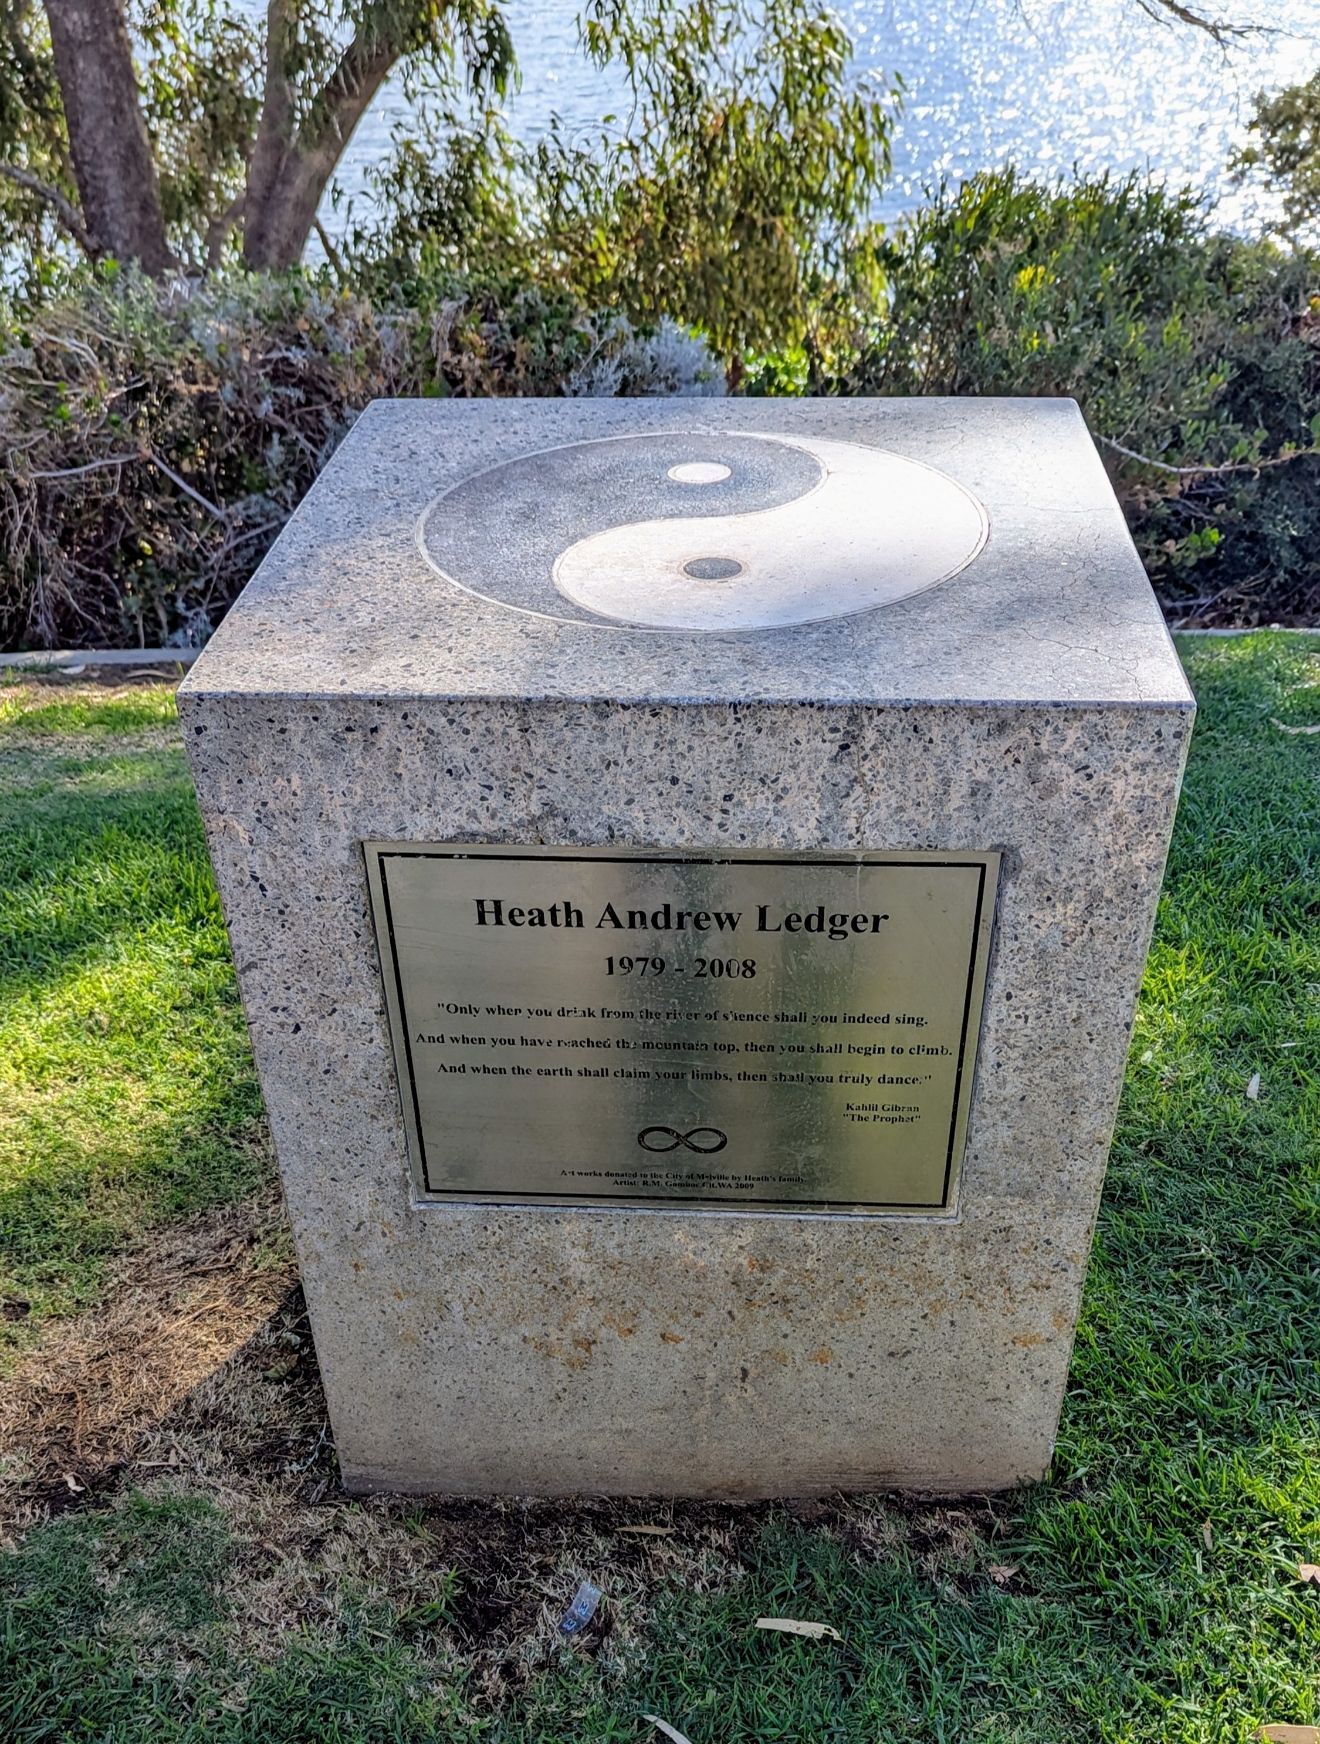 Heath Andrew Ledger
1979 - 2008
"Only when you drink from the river of silence shall you indeed sing.
And when you have reached the mountain top, then you shall begin to climb.
And when the earth shall claim your limbs, then shall you truly dance."
Kahlil Gibran
"The Prophet"
Art works donated to the City of Melville by Heath's family.
Artist: R.M. WA 2009